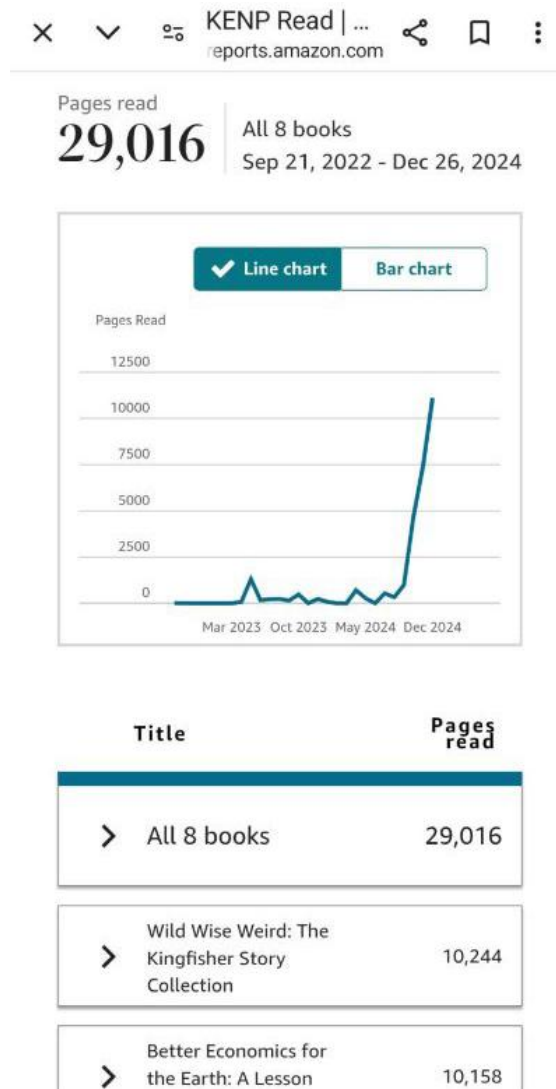 KENP Read | ...
reports.amazon.com
Pages read
29,016
All 8 books
Sep 21, 2022 - Dec 26, 2024
Line chart
Bar chart
Pages Read
12500
10000
7500
5000
2500
0
Mar 2023 Oct 2023 May 2024 Dec 2024
Title
Pages
read
All 8 books 29,016
Wild Wise Weird: The
Kingfisher Story
Collection
10,244
Better Economics for
the Earth: A Lesson
10,158